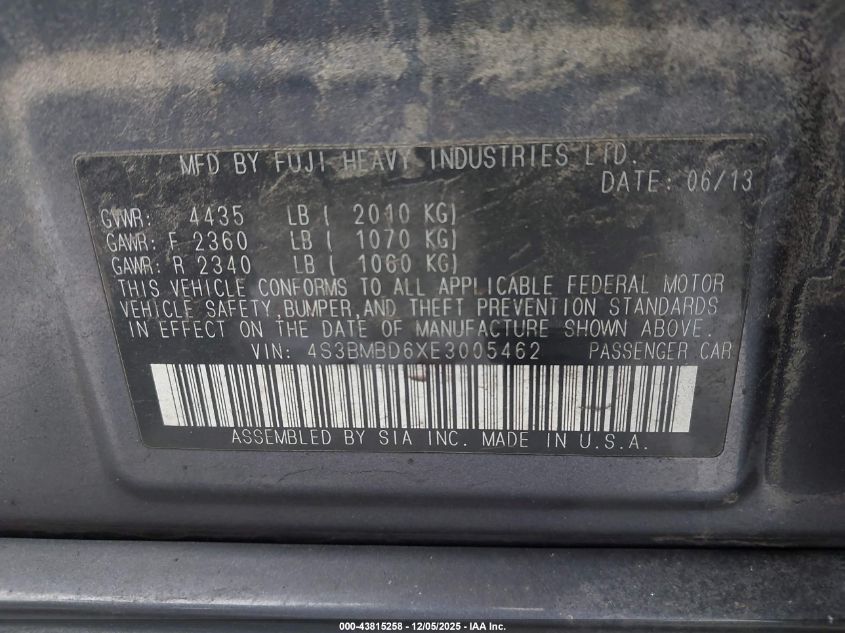 MFD BY FUJI HEAVY INDUSTRIES LTD.
DATE: 06/13
GVWR: 4435 LB ( 2010 KG)
GAWR: F 2360 LB ( 1070 KG)
GAWR: R 2340 LB ( 1060 KG)
THIS VEHICLE CONFORMS TO ALL APPLICABLE FEDERAL MOTOR
VEHICLE SAFETY,BUMPER,AND THEFT PREVENTION STANDARDS
IN EFFECT ON THE DATE OF MANUFACTURE SHOWN ABOVE.
VIN: 4S3BMBD6XE3005462 PASSENGER CAR
ASSEMBLED BY SIA INC. MADE IN U.S.A.
000-43815258 - 12/05/2025 - IAA Inc.